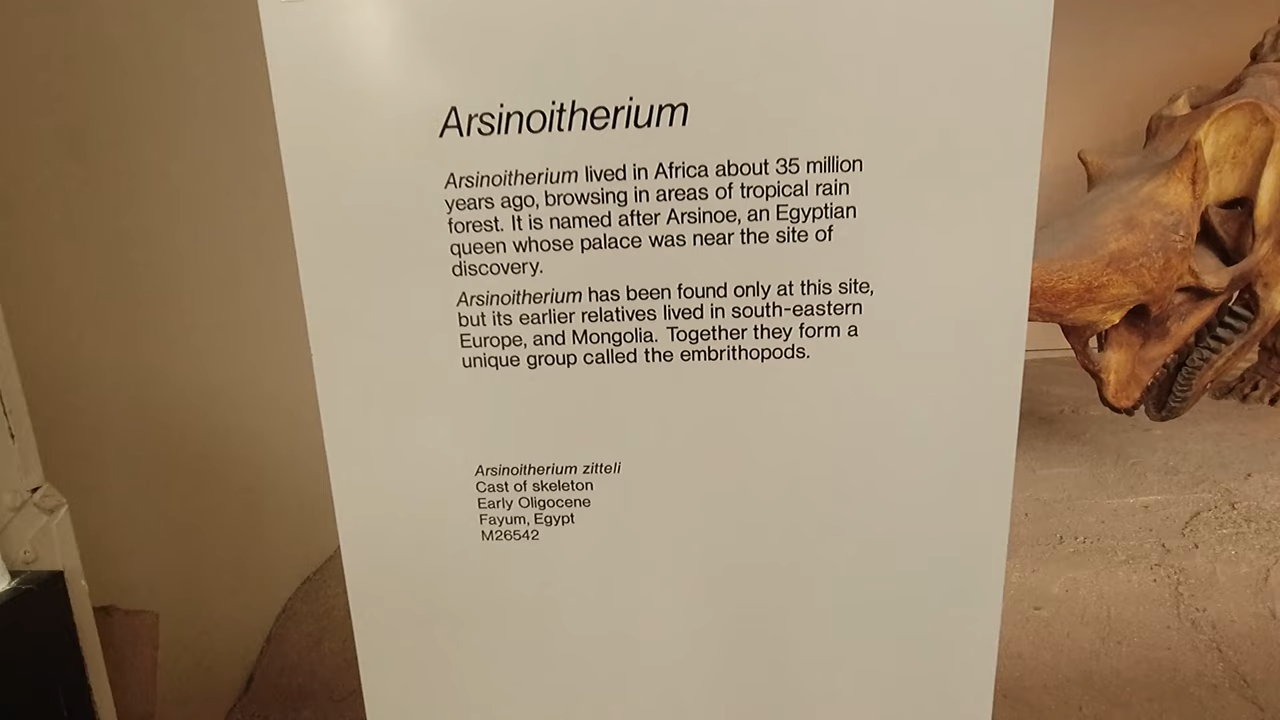 Arsinoitherium
Arsinoitherium lived in Africa about 35 million
years ago, browsing in areas of tropical rain
forest. It is named after Arsinoe, an Egyptian
queen whose palace was near the site of
discovery.
Arsinoitherium has been found only at this site,
but its earlier relatives lived in south-eastern
Europe, and Mongolia. Together they form a
unique group called the embrithopods.
Arsinoitherium zitteli
Cast of skeleton
Early Oligocene
Fayum, Egypt
M26542